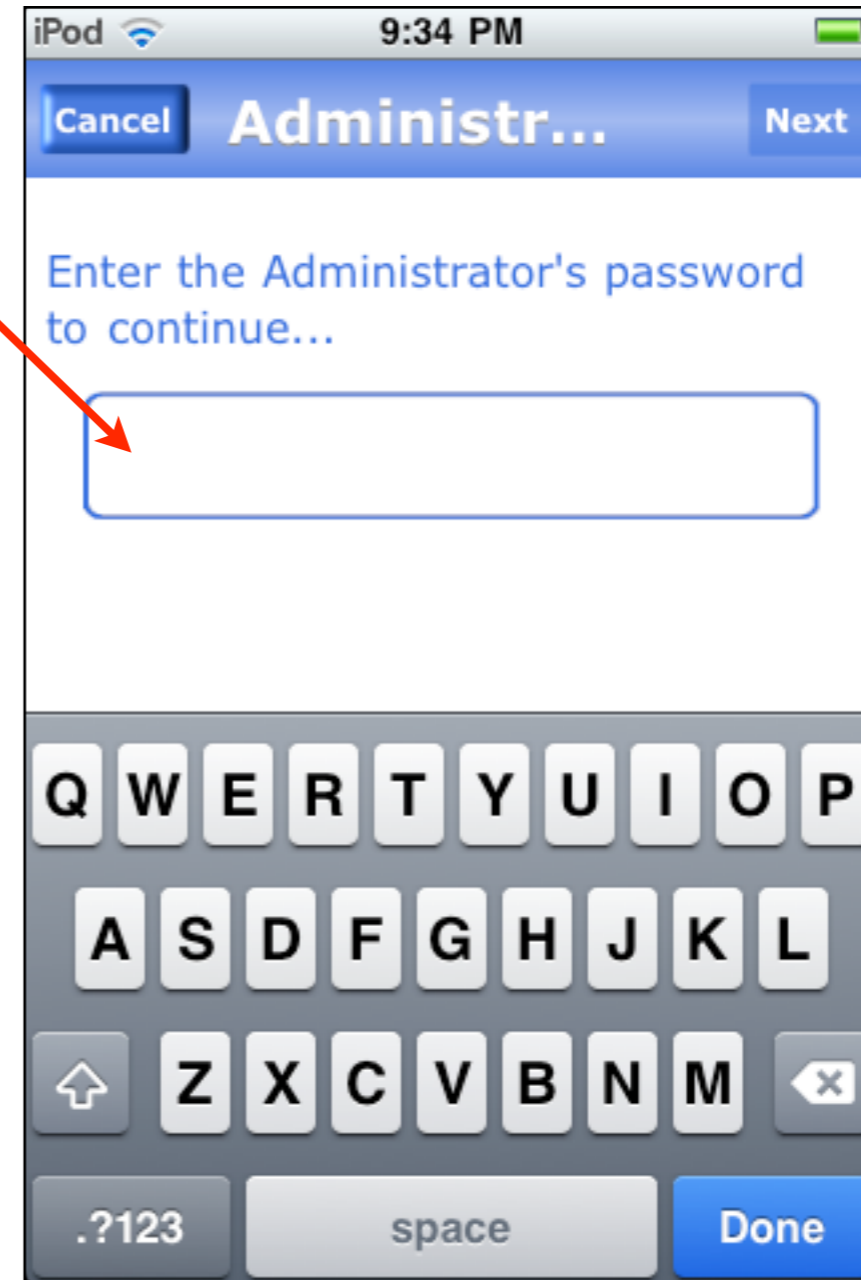 iPod 9:34 PM
Cancel Administr... Next
Enter the Administrator's password
to continue...
Q W E R T Y U I O P
A S D F G H J K L
Z X C V B N M
.?123 space Done